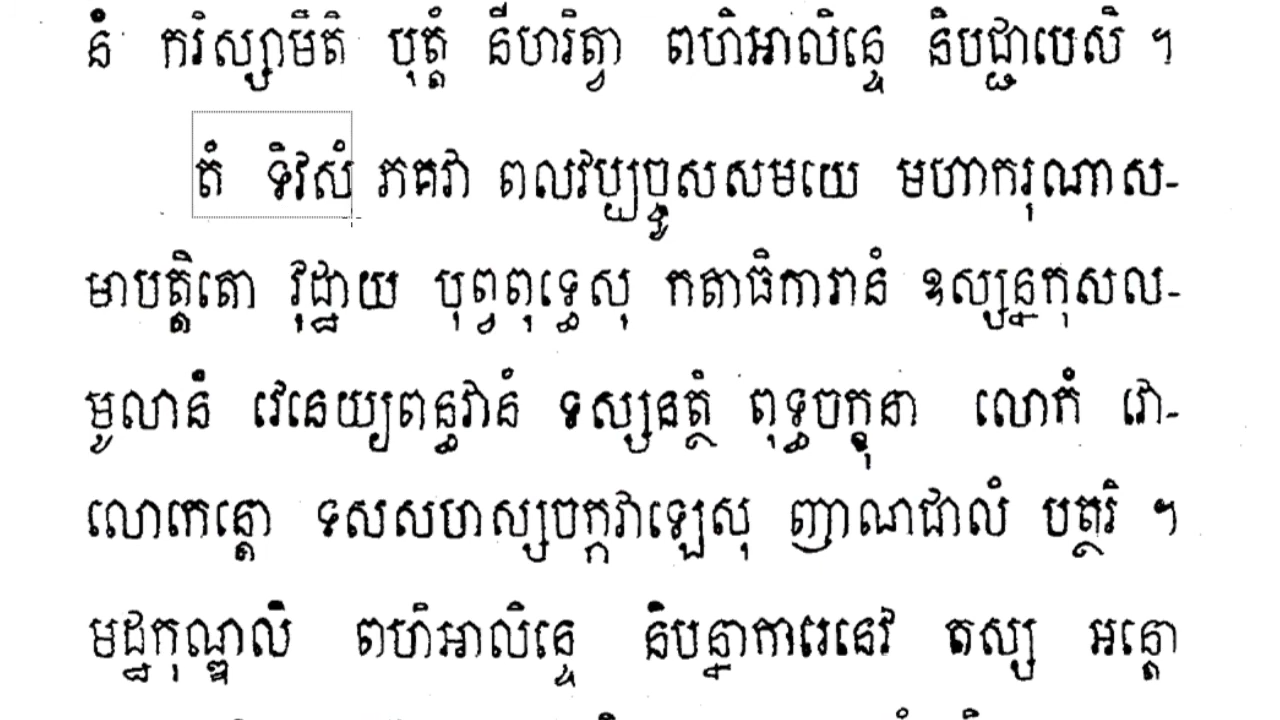 នំ ករិស្សាមីតិ បុត្តំ នីហរិត្វា ពហិអាលិន្ទេ និបជ្ជាបេសិ ។
តំ ទិវសំ ភគវា ពលវប្បច្ចូសសមយេ មហាករុណាស-
មាបត្តិតោ វុដ្ឋាយ បុព្វពុទ្ធេសុ កតាធិការានំ ឧស្សន្នកុសល-
មូលានំ វេនេយ្យពន្ធវានំ ទស្សនត្ថំ ពុទ្ធចក្ខុនា លោកំ វោ-
លោកេន្តោ ទសសហស្សចក្កវាឡេសុ ញាណជាលំ បត្ថរិ ។
មដ្ឋកុណ្ឌលិ ពហិអាលិន្ទេ និបន្នាការេនេវ តស្ស អន្តោ